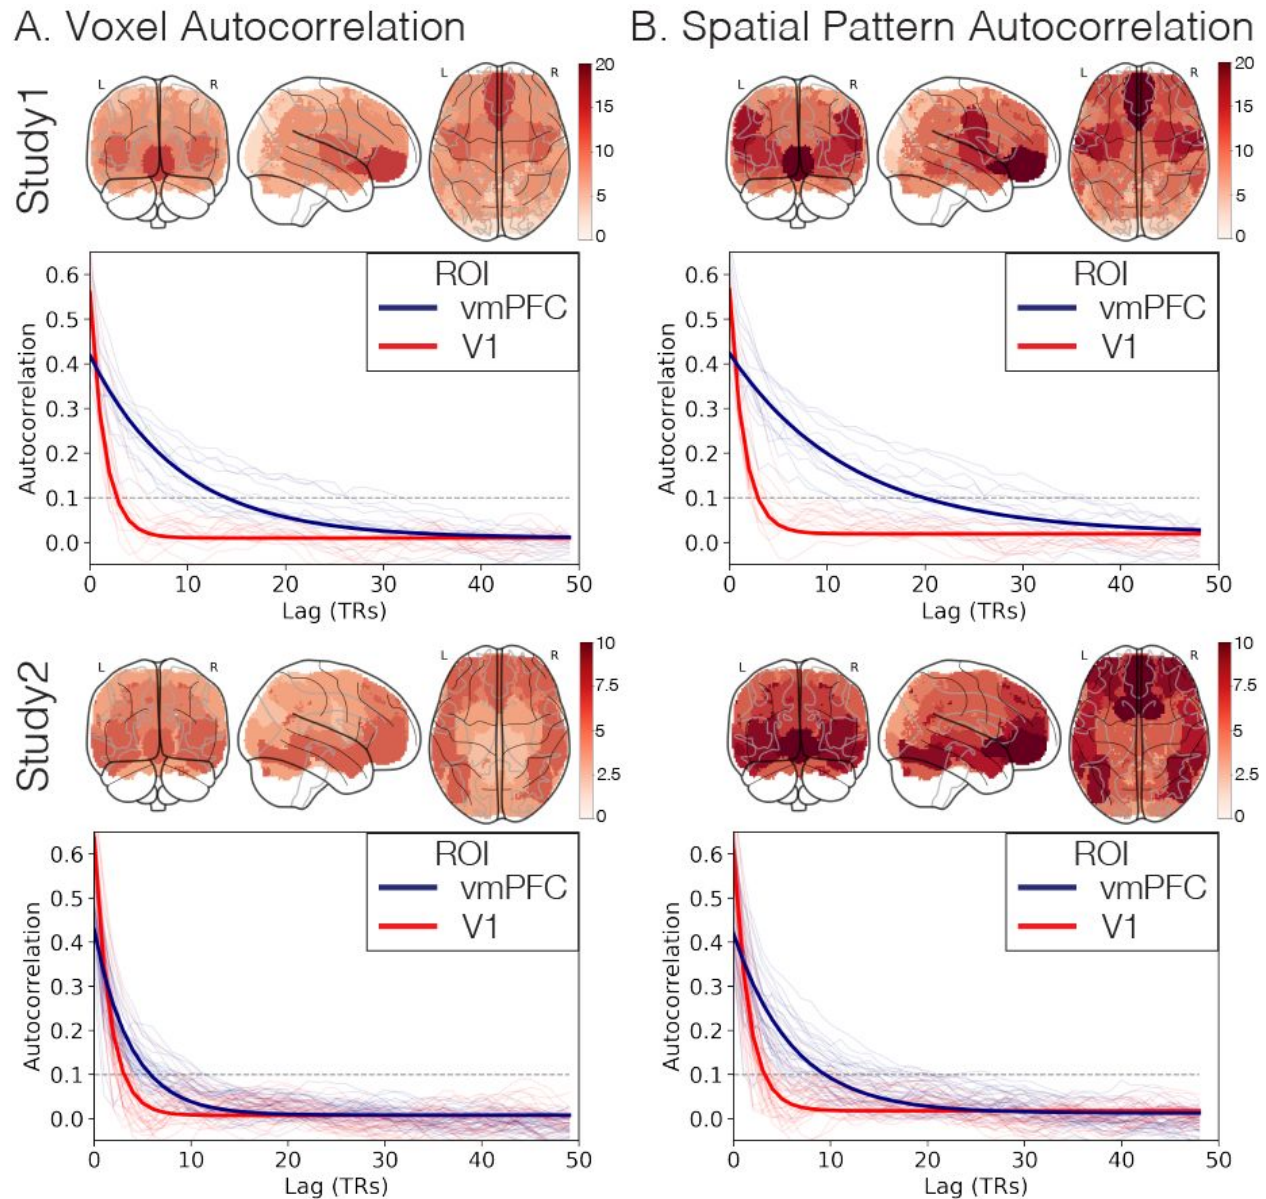 A. Voxel Autocorrelation
B. Spatial Pattern Autocorrelation
Study1
L
R
L
R
20
15
10
5
0
L
R
L
R
20
15
10
5
0
Autocorrelation
0.6
0.5
0.4
0.3
0.2
0.1
0.0
ROI
vmPFC
V1
0 10 20 30 40 50
Lag (TRs)
Autocorrelation
0.6
0.5
0.4
0.3
0.2
0.1
0.0
ROI
vmPFC
V1
0 10 20 30 40 50
Lag (TRs)
Study2
L
R
L
R
10
7.5
5
2.5
0
L
R
L
R
10
7.5
5
2.5
0
Autocorrelation
0.6
0.5
0.4
0.3
0.2
0.1
0.0
ROI
vmPFC
V1
0 10 20 30 40 50
Lag (TRs)
Autocorrelation
0.6
0.5
0.4
0.3
0.2
0.1
0.0
ROI
vmPFC
V1
0 10 20 30 40 50
Lag (TRs)